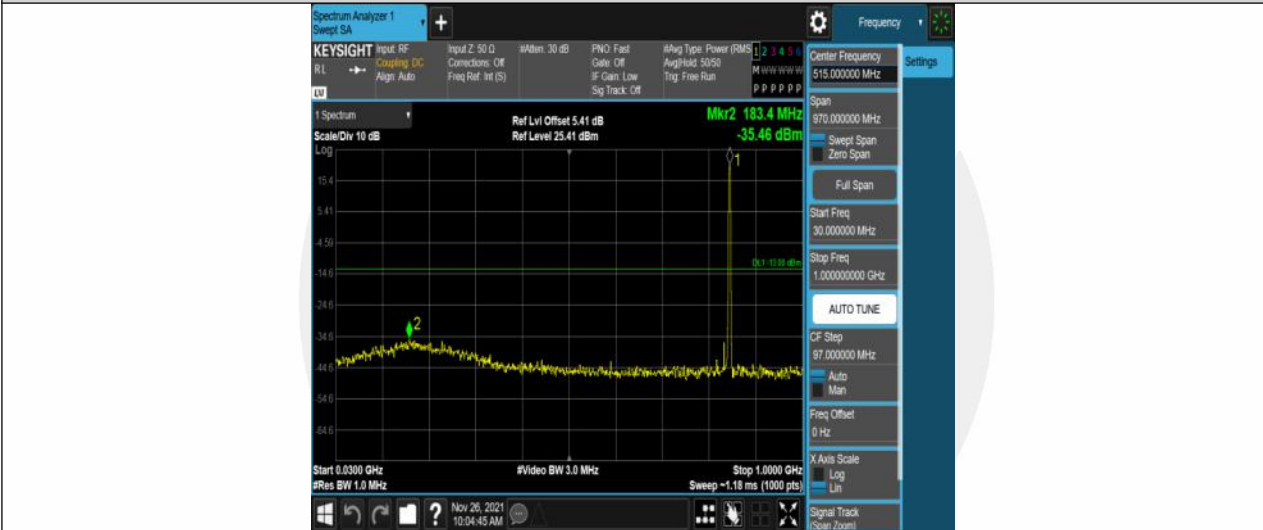 Spectrum Analyzer 1
Swept SA
+
Frequency
KEYSIGHT
RL
LV
Input: RF
Coupling: DC
Align: Auto
Input Z: 50 Ω
Corrections: Off
Freq Ref: Int (S)
#Atten: 30 dB
PNO: Fast
Gate: Off
IF Gain: Low
Sig Track: Off
#Avg Type: Power (RMS
Avg|Hold: 50/50
Trig: Free Run
1 2 3 4 5 6
M W W W W W
P P P P P P
Center Frequency
515.000000 MHz
Settings
1 Spectrum
Scale/Div 10 dB
Log
Ref Lvl Offset 5.41 dB
Ref Level 25.41 dBm
Mkr2 183.4 MHz
-35.46 dBm
15.4
5.41
-4.59
-14.6
-24.6
-34.6
-44.6
-54.6
-64.6
1
DL1 -13.00 dBm
2
Start 0.0300 GHz
#Res BW 1.0 MHz
#Video BW 3.0 MHz
Stop 1.0000 GHz
Sweep ~1.18 ms (1000 pts)
Span
970.000000 MHz
Swept Span
Zero Span
Full Span
Start Freq
30.000000 MHz
Stop Freq
1.000000000 GHz
AUTO TUNE
CF Step
97.000000 MHz
Auto
Man
Freq Offset
0 Hz
X Axis Scale
Log
Lin
Signal Track
(Span Zoom)
?
Nov 26, 2021
10:04:45 AM